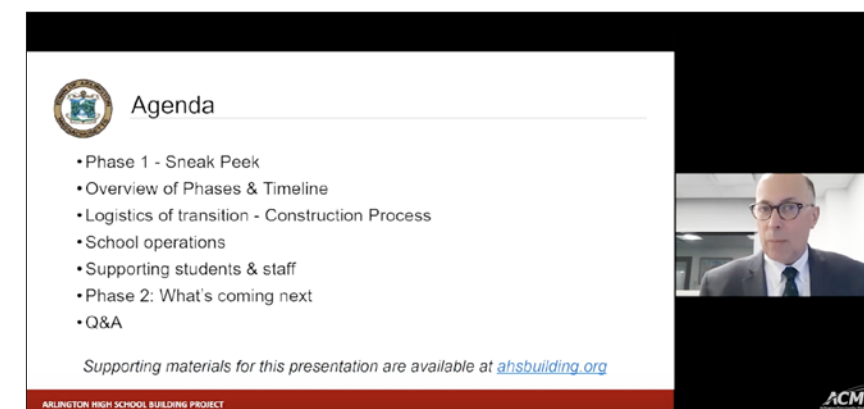 Agenda
• Phase 1 - Sneak Peek
• Overview of Phases & Timeline
• Logistics of transition - Construction Process
• School operations
• Supporting students & staff
• Phase 2: What's coming next
• Q&A
Supporting materials for this presentation are available at ahsbuilding.org
ARLINGTON HIGH SCHOOL BUILDING PROJECT
ACM